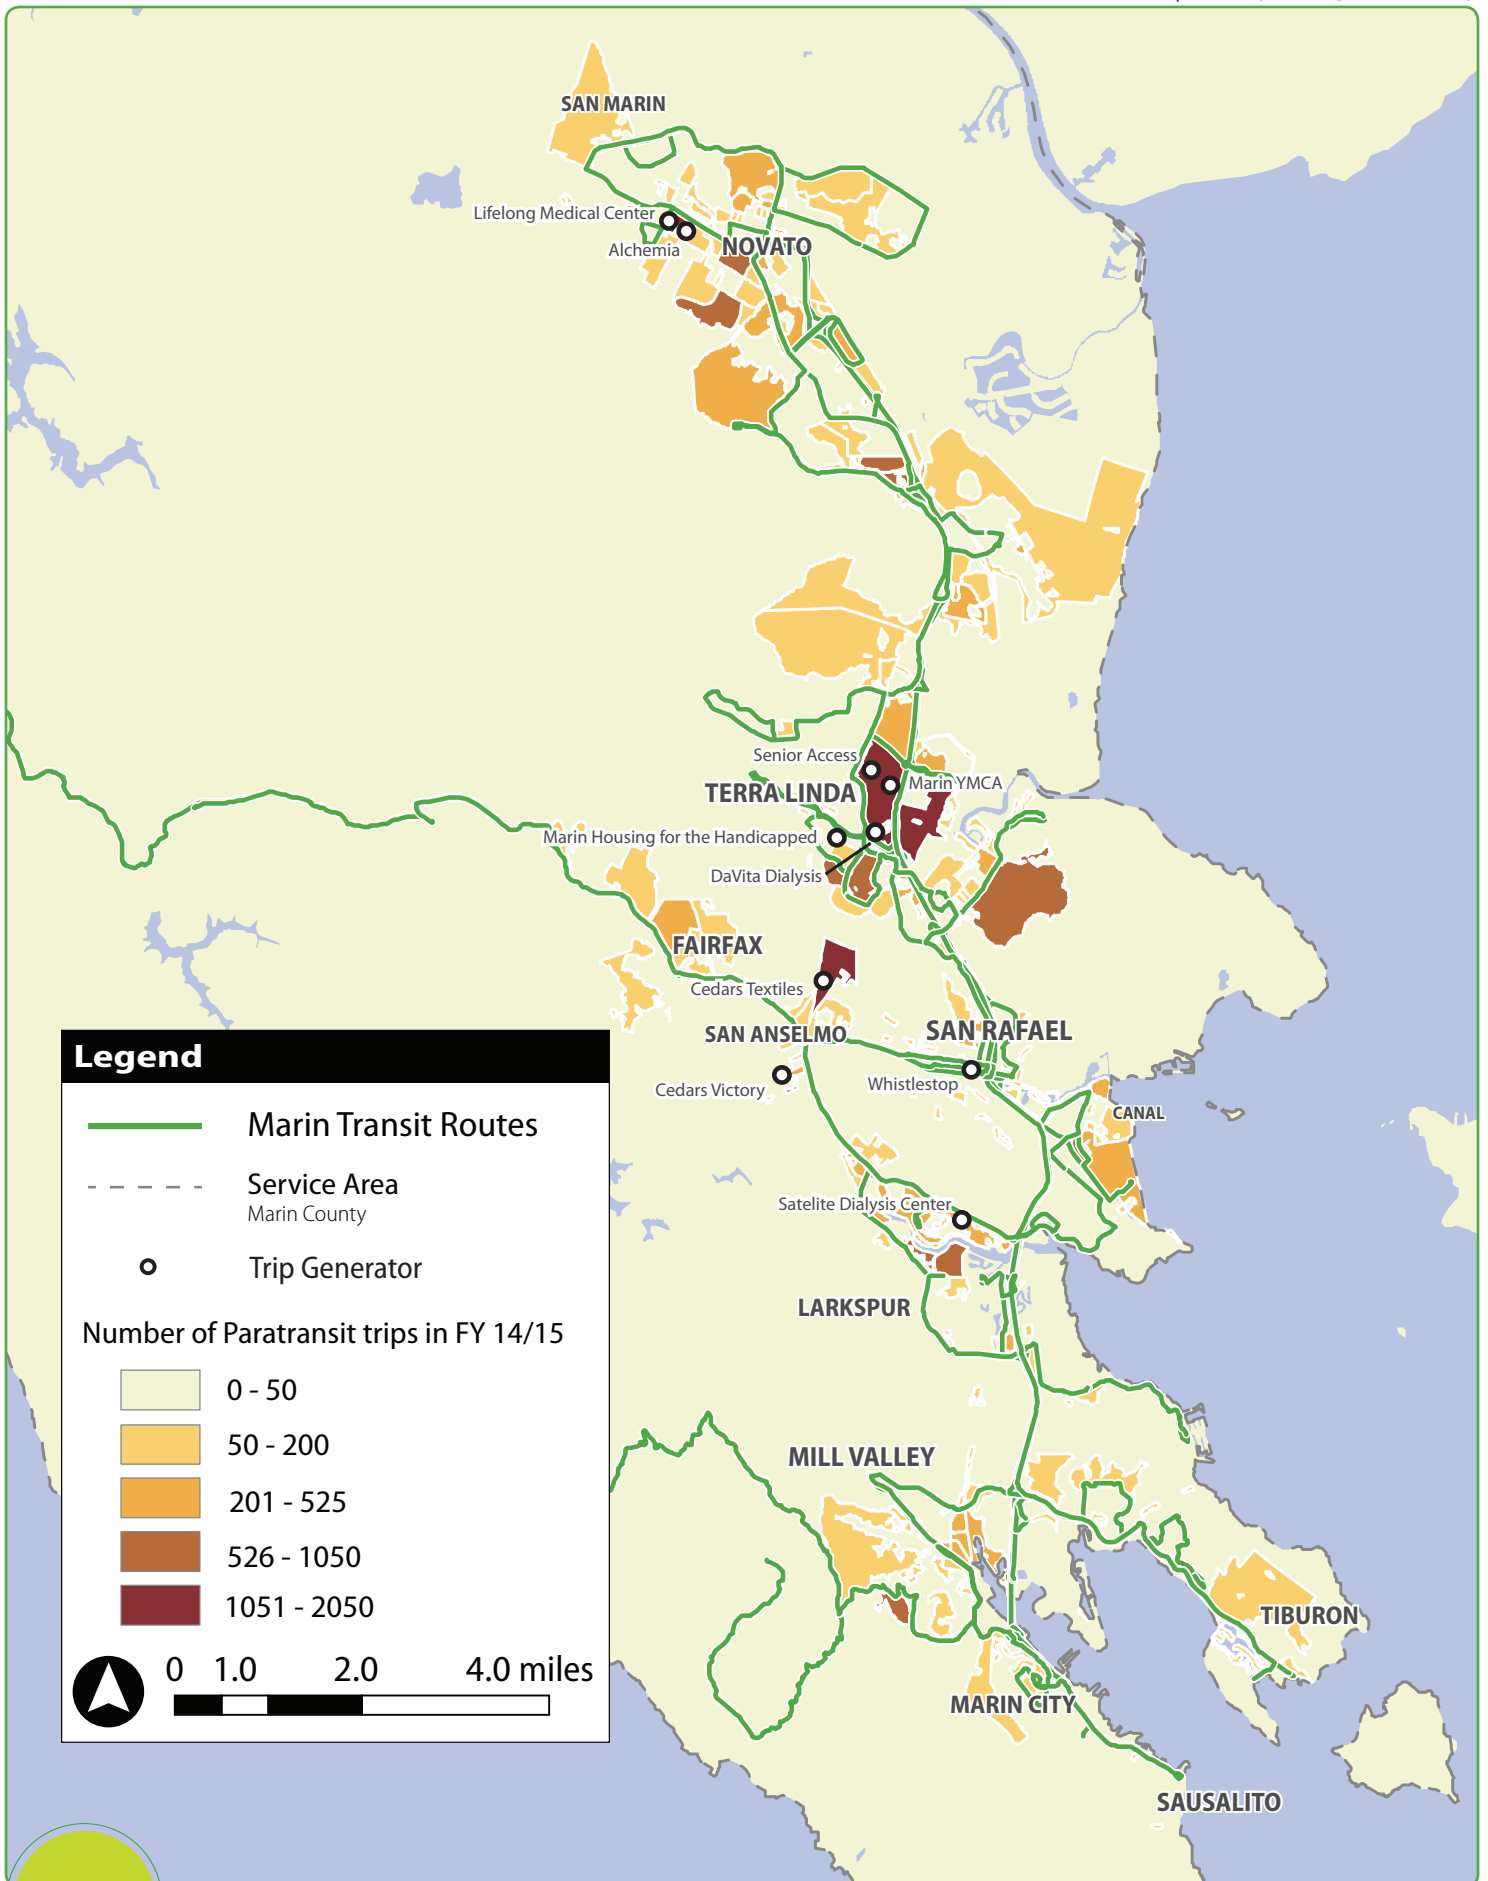 SAN MARIN
Lifelong Medical Center
Alchemia
NOVATO
Senior Access
Marin YMCA
TERRA LINDA
Marin Housing for the Handicapped
DaVita Dialysis
FAIRFAX
Cedars Textiles
SAN ANSELMO
SAN RAFAEL
Cedars Victory
Whistlestop
CANAL
Satelite Dialysis Center
LARKSPUR
MILL VALLEY
TIBURON
MARIN CITY
SAUSALITO
Legend
Marin Transit Routes
Service Area
Marin County
Trip Generator
Number of Paratransit trips in FY 14/15
0 - 50
50 - 200
201 - 525
526 - 1050
1051 - 2050
0 1.0 2.0 4.0 miles